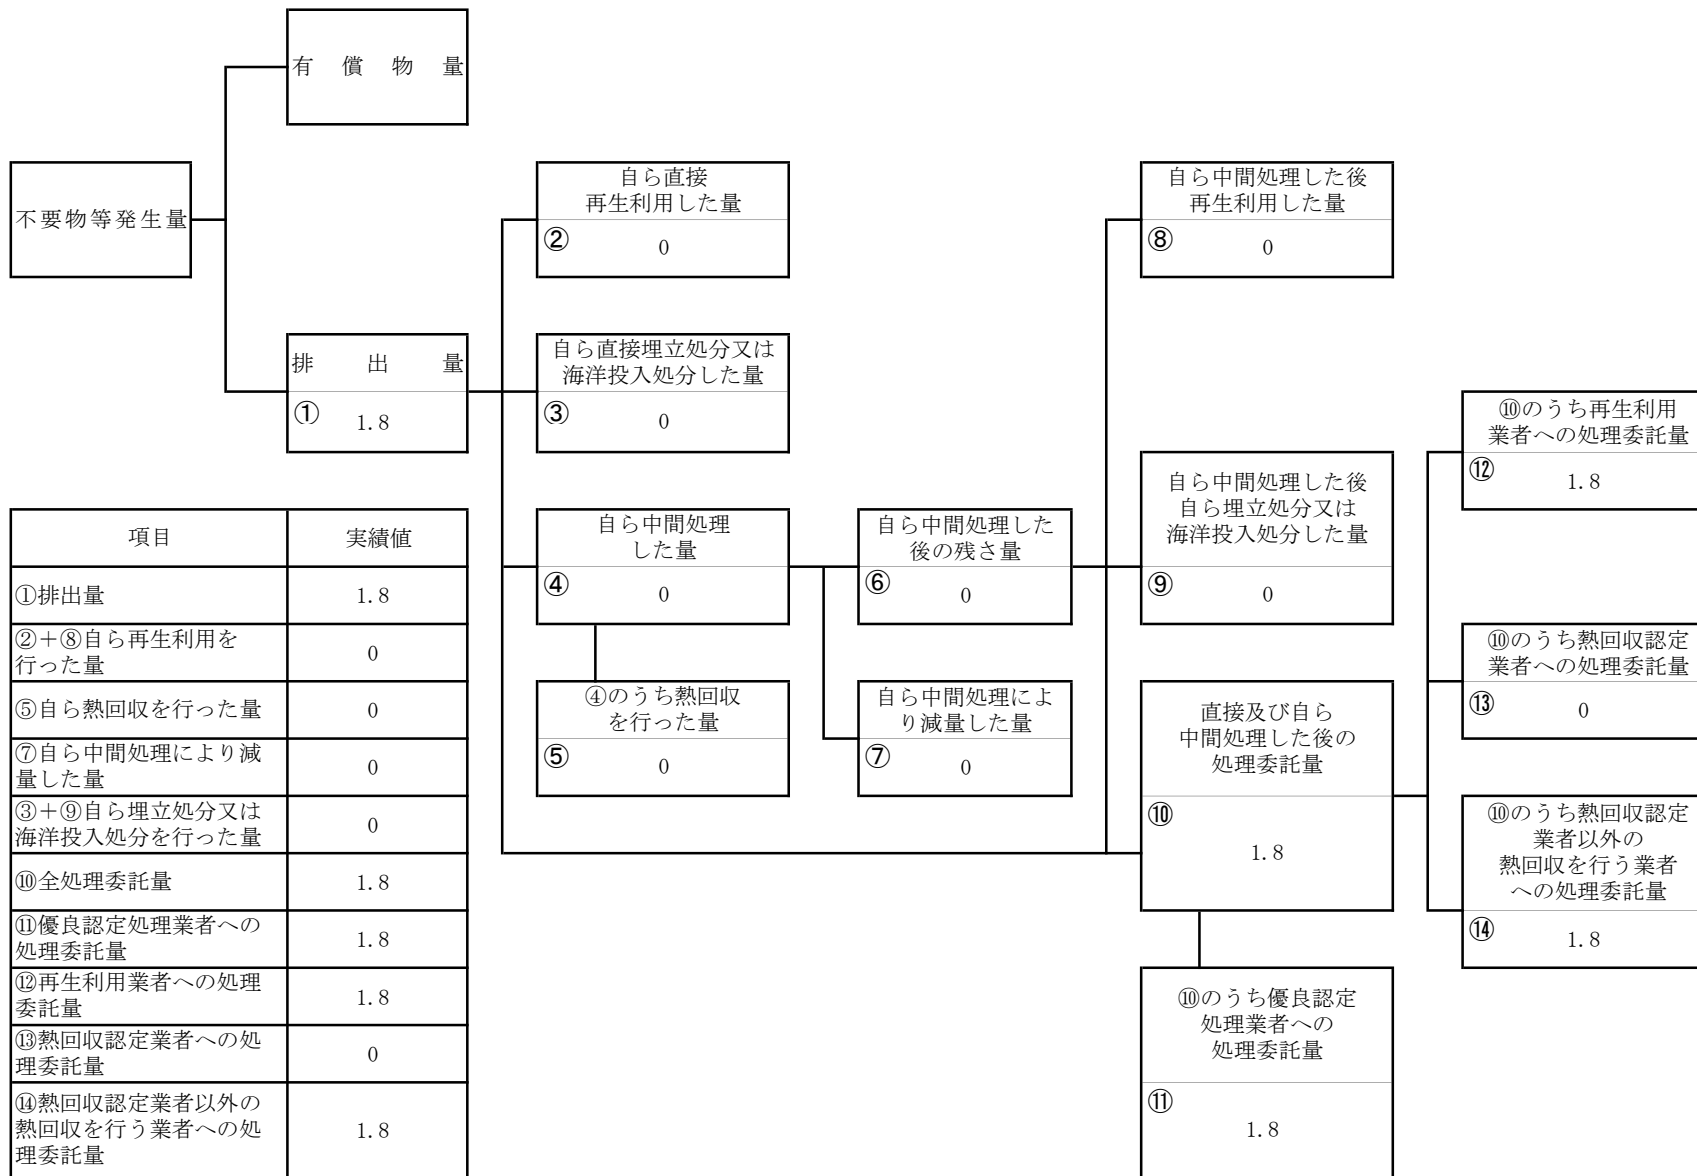 有償物量
不要物等発生量
排出量
① 1.8
自ら直接
再生利用した量
② 0
自ら直接埋立処分又は
海洋投入処分した量
③ 0
自ら中間処理
した量
④ 0
④のうち熱回収
を行った量
⑤ 0
自ら中間処理した
後の残さ量
⑥ 0
自ら中間処理によ
り減量した量
⑦ 0
自ら中間処理した後
再生利用した量
⑧ 0
自ら中間処理した後
自ら埋立処分又は
海洋投入処分した量
⑨ 0
直接及び自ら
中間処理した後の
処理委託量
⑩
1.8
⑩のうち優良認定
処理業者への
処理委託量
⑪
1.8
⑩のうち再生利用
業者への処理委託量
⑫ 1.8
⑩のうち熱回収認定
業者への処理委託量
⑬ 0
⑩のうち熱回収認定
業者以外の
熱回収を行う業者
への処理委託量
⑭ 1.8
項目 実績値
①排出量 1.8
②+⑧自ら再生利用を
行った量 0
⑤自ら熱回収を行った量 0
⑦自ら中間処理により減
量した量 0
③+⑨自ら埋立処分又は
海洋投入処分を行った量 0
⑩全処理委託量 1.8
⑪優良認定処理業者への
処理委託量 1.8
⑫再生利用業者への処理
委託量 1.8
⑬熱回収認定業者への処
理委託量 0
⑭熱回収認定業者以外の
熱回収を行う業者への処
理委託量 1.8